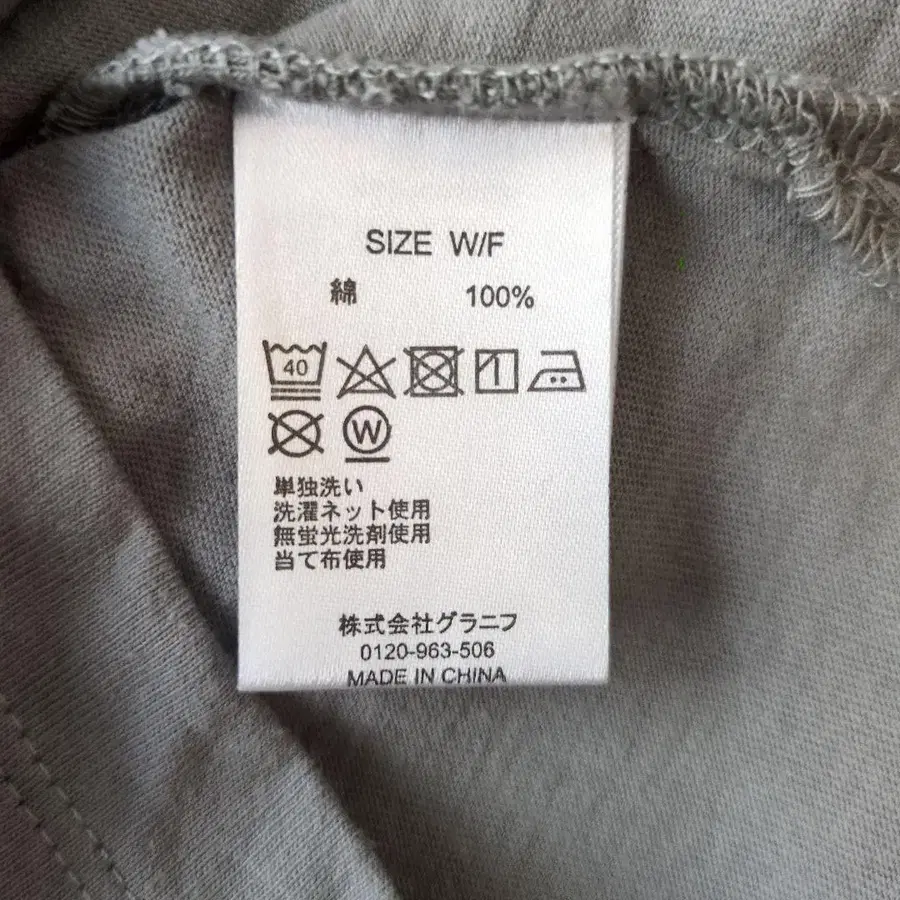 SIZE W/F
綿 100%
40
W
単独洗い
洗濯ネット使用
無蛍光洗剤使用
当て布使用
株式会社グラニフ
0120-963-506
MADE IN CHINA